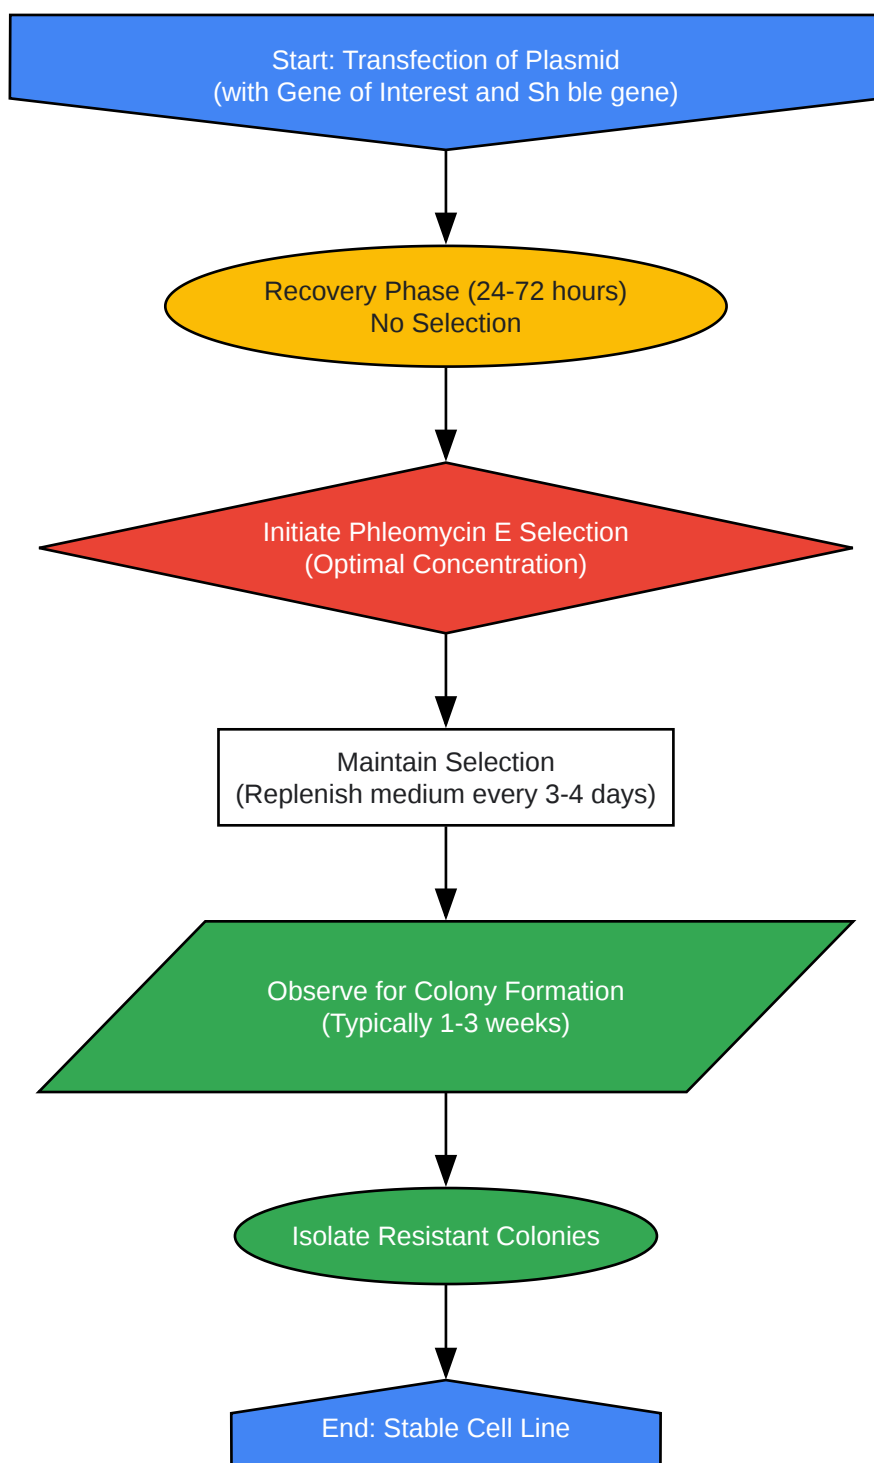 Start: Transfection of Plasmid
(with Gene of Interest and Sh ble gene)
Recovery Phase (24-72 hours)
No Selection
Initiate Phleomycin E Selection
(Optimal Concentration)
Maintain Selection
(Replenish medium every 3-4 days)
Observe for Colony Formation
(Typically 1-3 weeks)
Isolate Resistant Colonies
End: Stable Cell Line